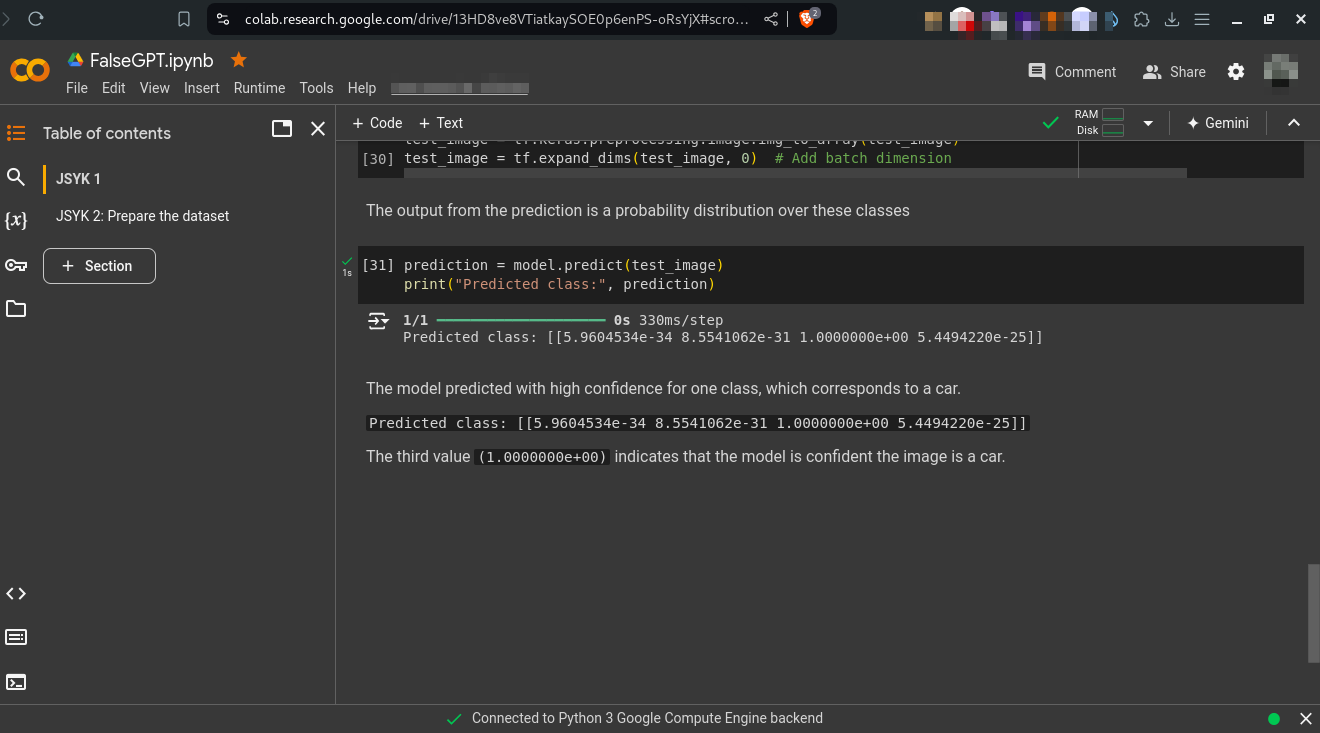 colab.research.google.com/drive/13HD8ve8VTiatkaySOE0p6enPS-oRsYjX#scro...
2
FalseGPT.ipynb
File Edit View Insert Runtime Tools Help
Comment
Share
Table of contents
+ Code + Text
RAM
Disk
Gemini
JSYK 1
JSYK 2: Prepare the dataset
+ Section
{x}
test_image = tf.keras.preprocessing.image.img_to_array(test_image)
[30] test_image = tf.expand_dims(test_image, 0)  # Add batch dimension
The output from the prediction is a probability distribution over these classes
1s
[31] prediction = model.predict(test_image)
print("Predicted class:", prediction)
1/1 0s 330ms/step
Predicted class: [[5.9604534e-34 8.5541062e-31 1.0000000e+00 5.4494220e-25]]
The model predicted with high confidence for one class, which corresponds to a car.
Predicted class: [[5.9604534e-34 8.5541062e-31 1.0000000e+00 5.4494220e-25]]
The third value (1.0000000e+00) indicates that the model is confident the image is a car.
Connected to Python 3 Google Compute Engine backend